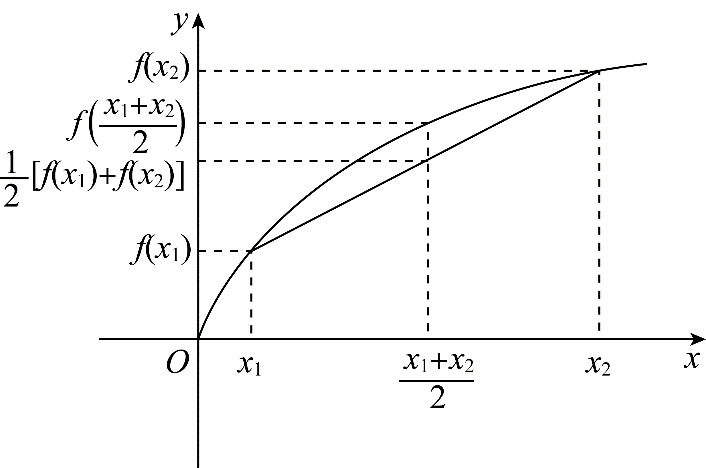 y
f(x₂)
f(x₁+x₂/2)
1/2[f(x₁)+f(x₂)]
f(x₁)
O x₁ x₁+x₂/2 x₂ x